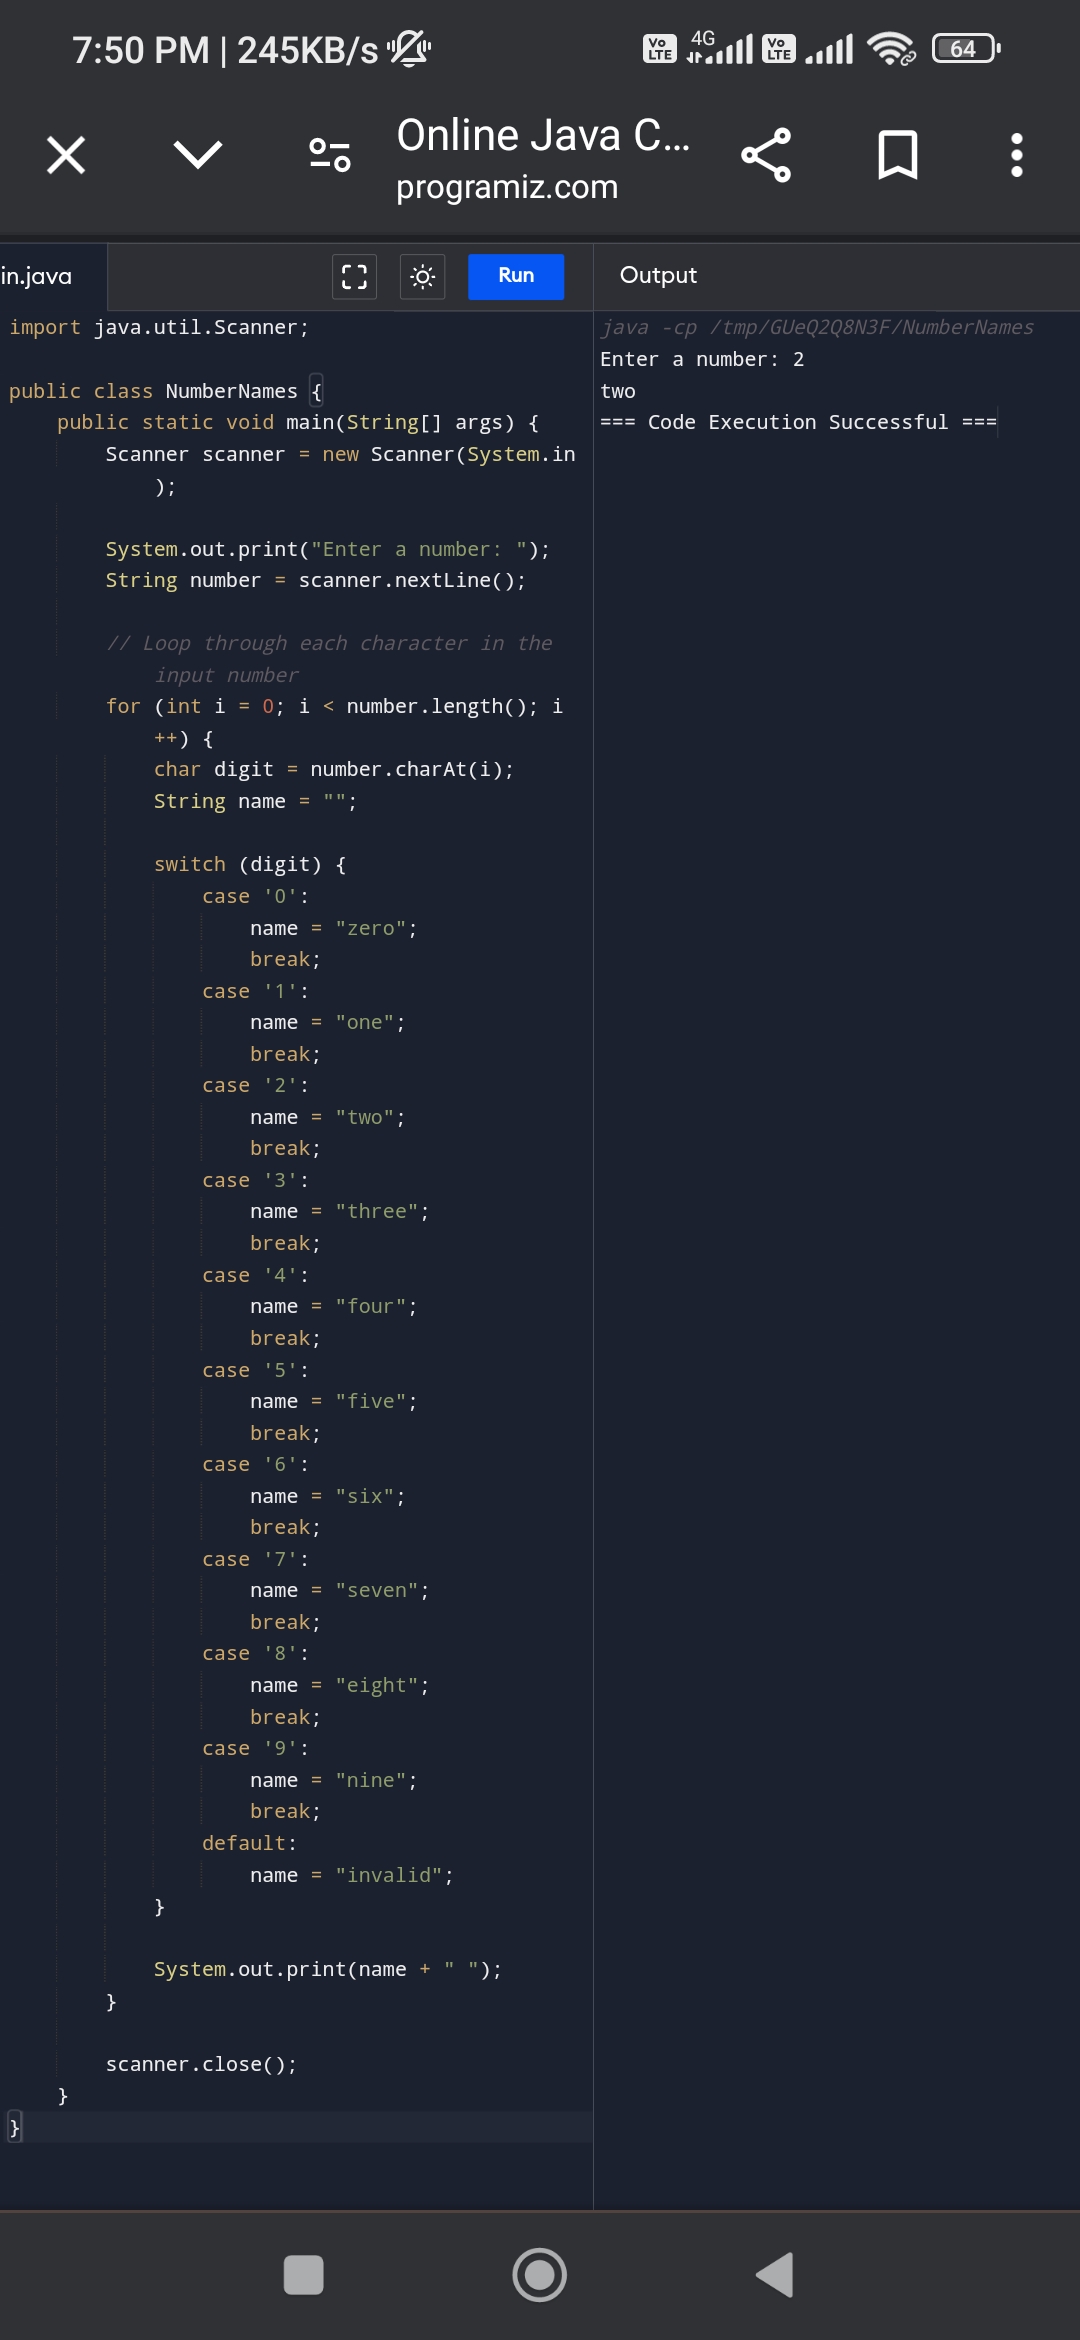 7:50 PM | 245KB/s
Vo LTE 4G Vo LTE 64
Online Java C...
programiz.com
in.java
Run
Output
import java.util.Scanner;
public class NumberNames {
public static void main(String[] args) {
Scanner scanner = new Scanner(System.in
);
System.out.print("Enter a number: ");
String number = scanner.nextLine();
// Loop through each character in the
input number
for (int i = 0; i < number.length(); i
++) {
char digit = number.charAt(i);
String name = "";
switch (digit) {
case '0':
name = "zero";
break;
case '1':
name = "one";
break;
case '2':
name = "two";
break;
case '3':
name = "three";
break;
case '4':
name = "four";
break;
case '5':
name = "five";
break;
case '6':
name = "six";
break;
case '7':
name = "seven";
break;
case '8':
name = "eight";
break;
case '9':
name = "nine";
break;
default:
name = "invalid";
}
System.out.print(name + " ");
}
scanner.close();
}
}
java -cp /tmp/GUeQ2Q8N3F/NumberNames
Enter a number: 2
two
=== Code Execution Successful ===